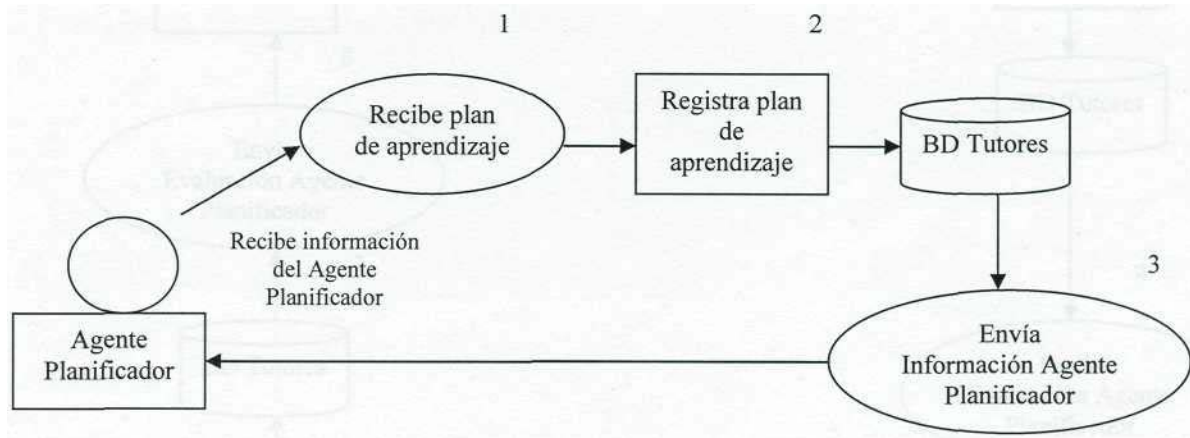 1
2
Recibe plan
de aprendizaje
Registra plan
de
aprendizaje
BD Tutores
Recibe información
del Agente
Planificador
3
Agente
Planificador
Envía
Información Agente
Planificador